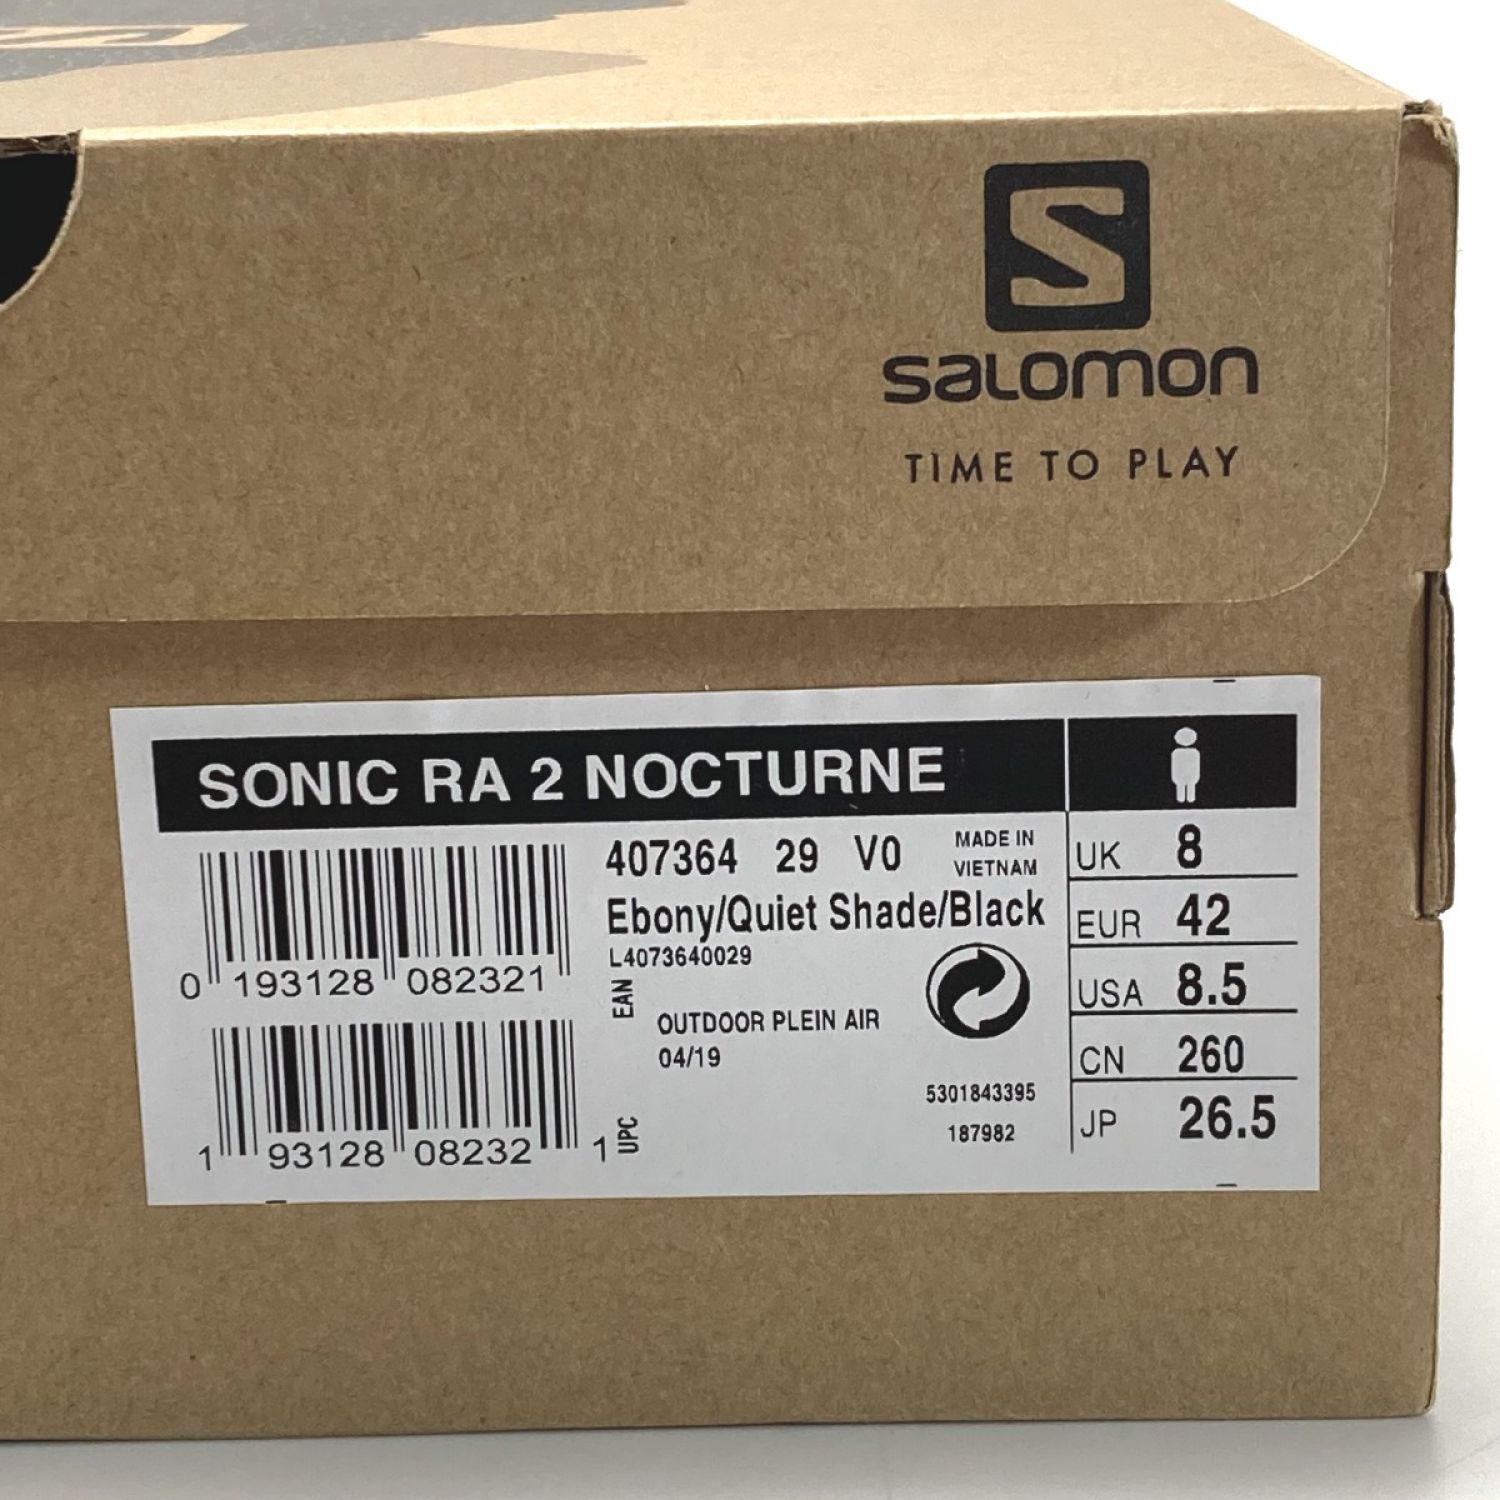 S
salomon
TIME TO PLAY
SONIC RA 2 NOCTURNE
407364 29 V0
MADE IN
VIETNAM
Ebony/Quiet Shade/Black
L4073640029
0 193128 082321
EAN
OUTDOOR PLEIN AIR
04/19
5301843395
187982
1 93128 08232 1
UPC
UK 8
EUR 42
USA 8.5
CN 260
JP 26.5